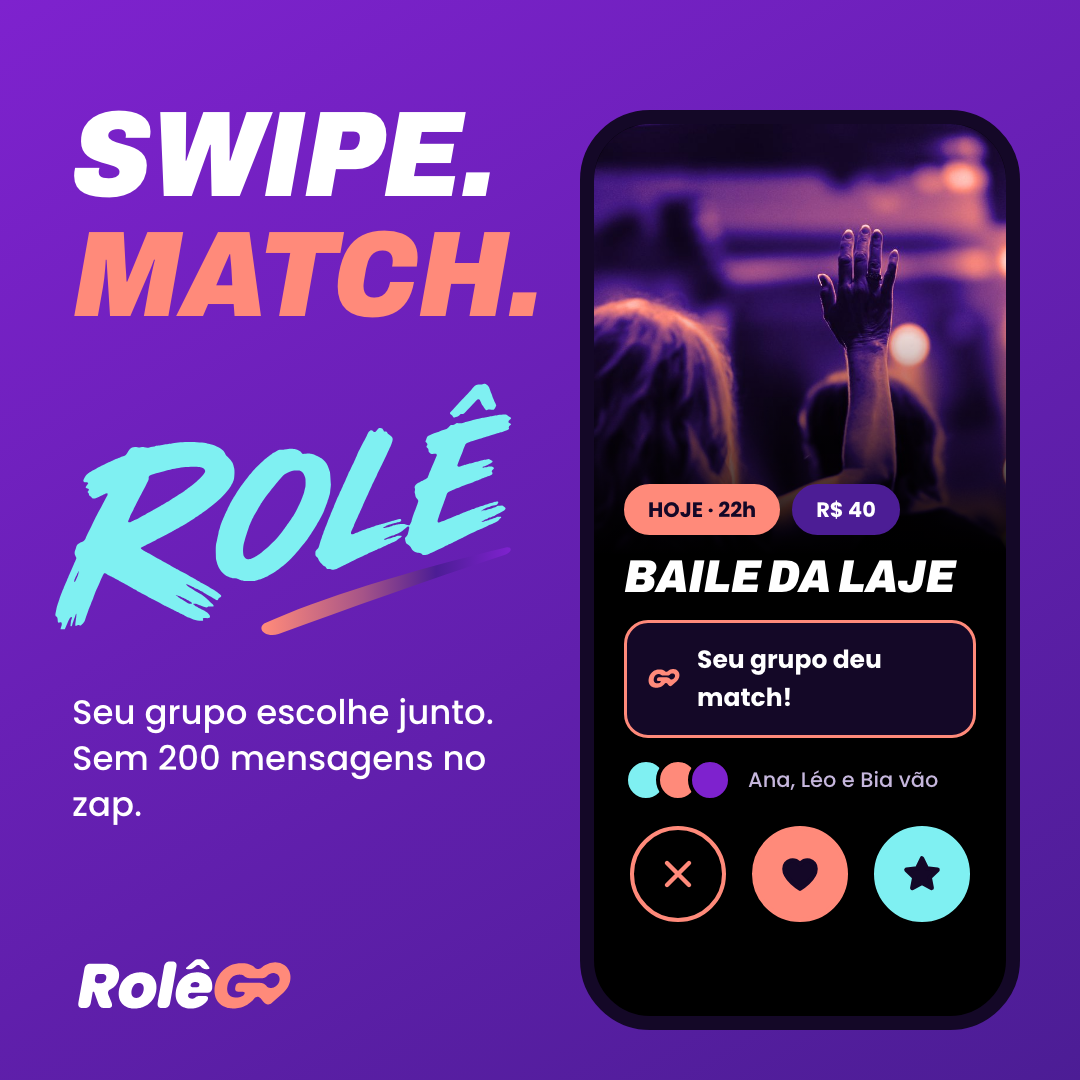 SWIPE.
MATCH.
ROLÊ
Seu grupo escolhe junto.
Sem 200 mensagens no
zap.
RolêGO
HOJE · 22h
R$ 40
BAILE DA LAJE
GO
Seu grupo deu
match!
Ana, Léo e Bia vão